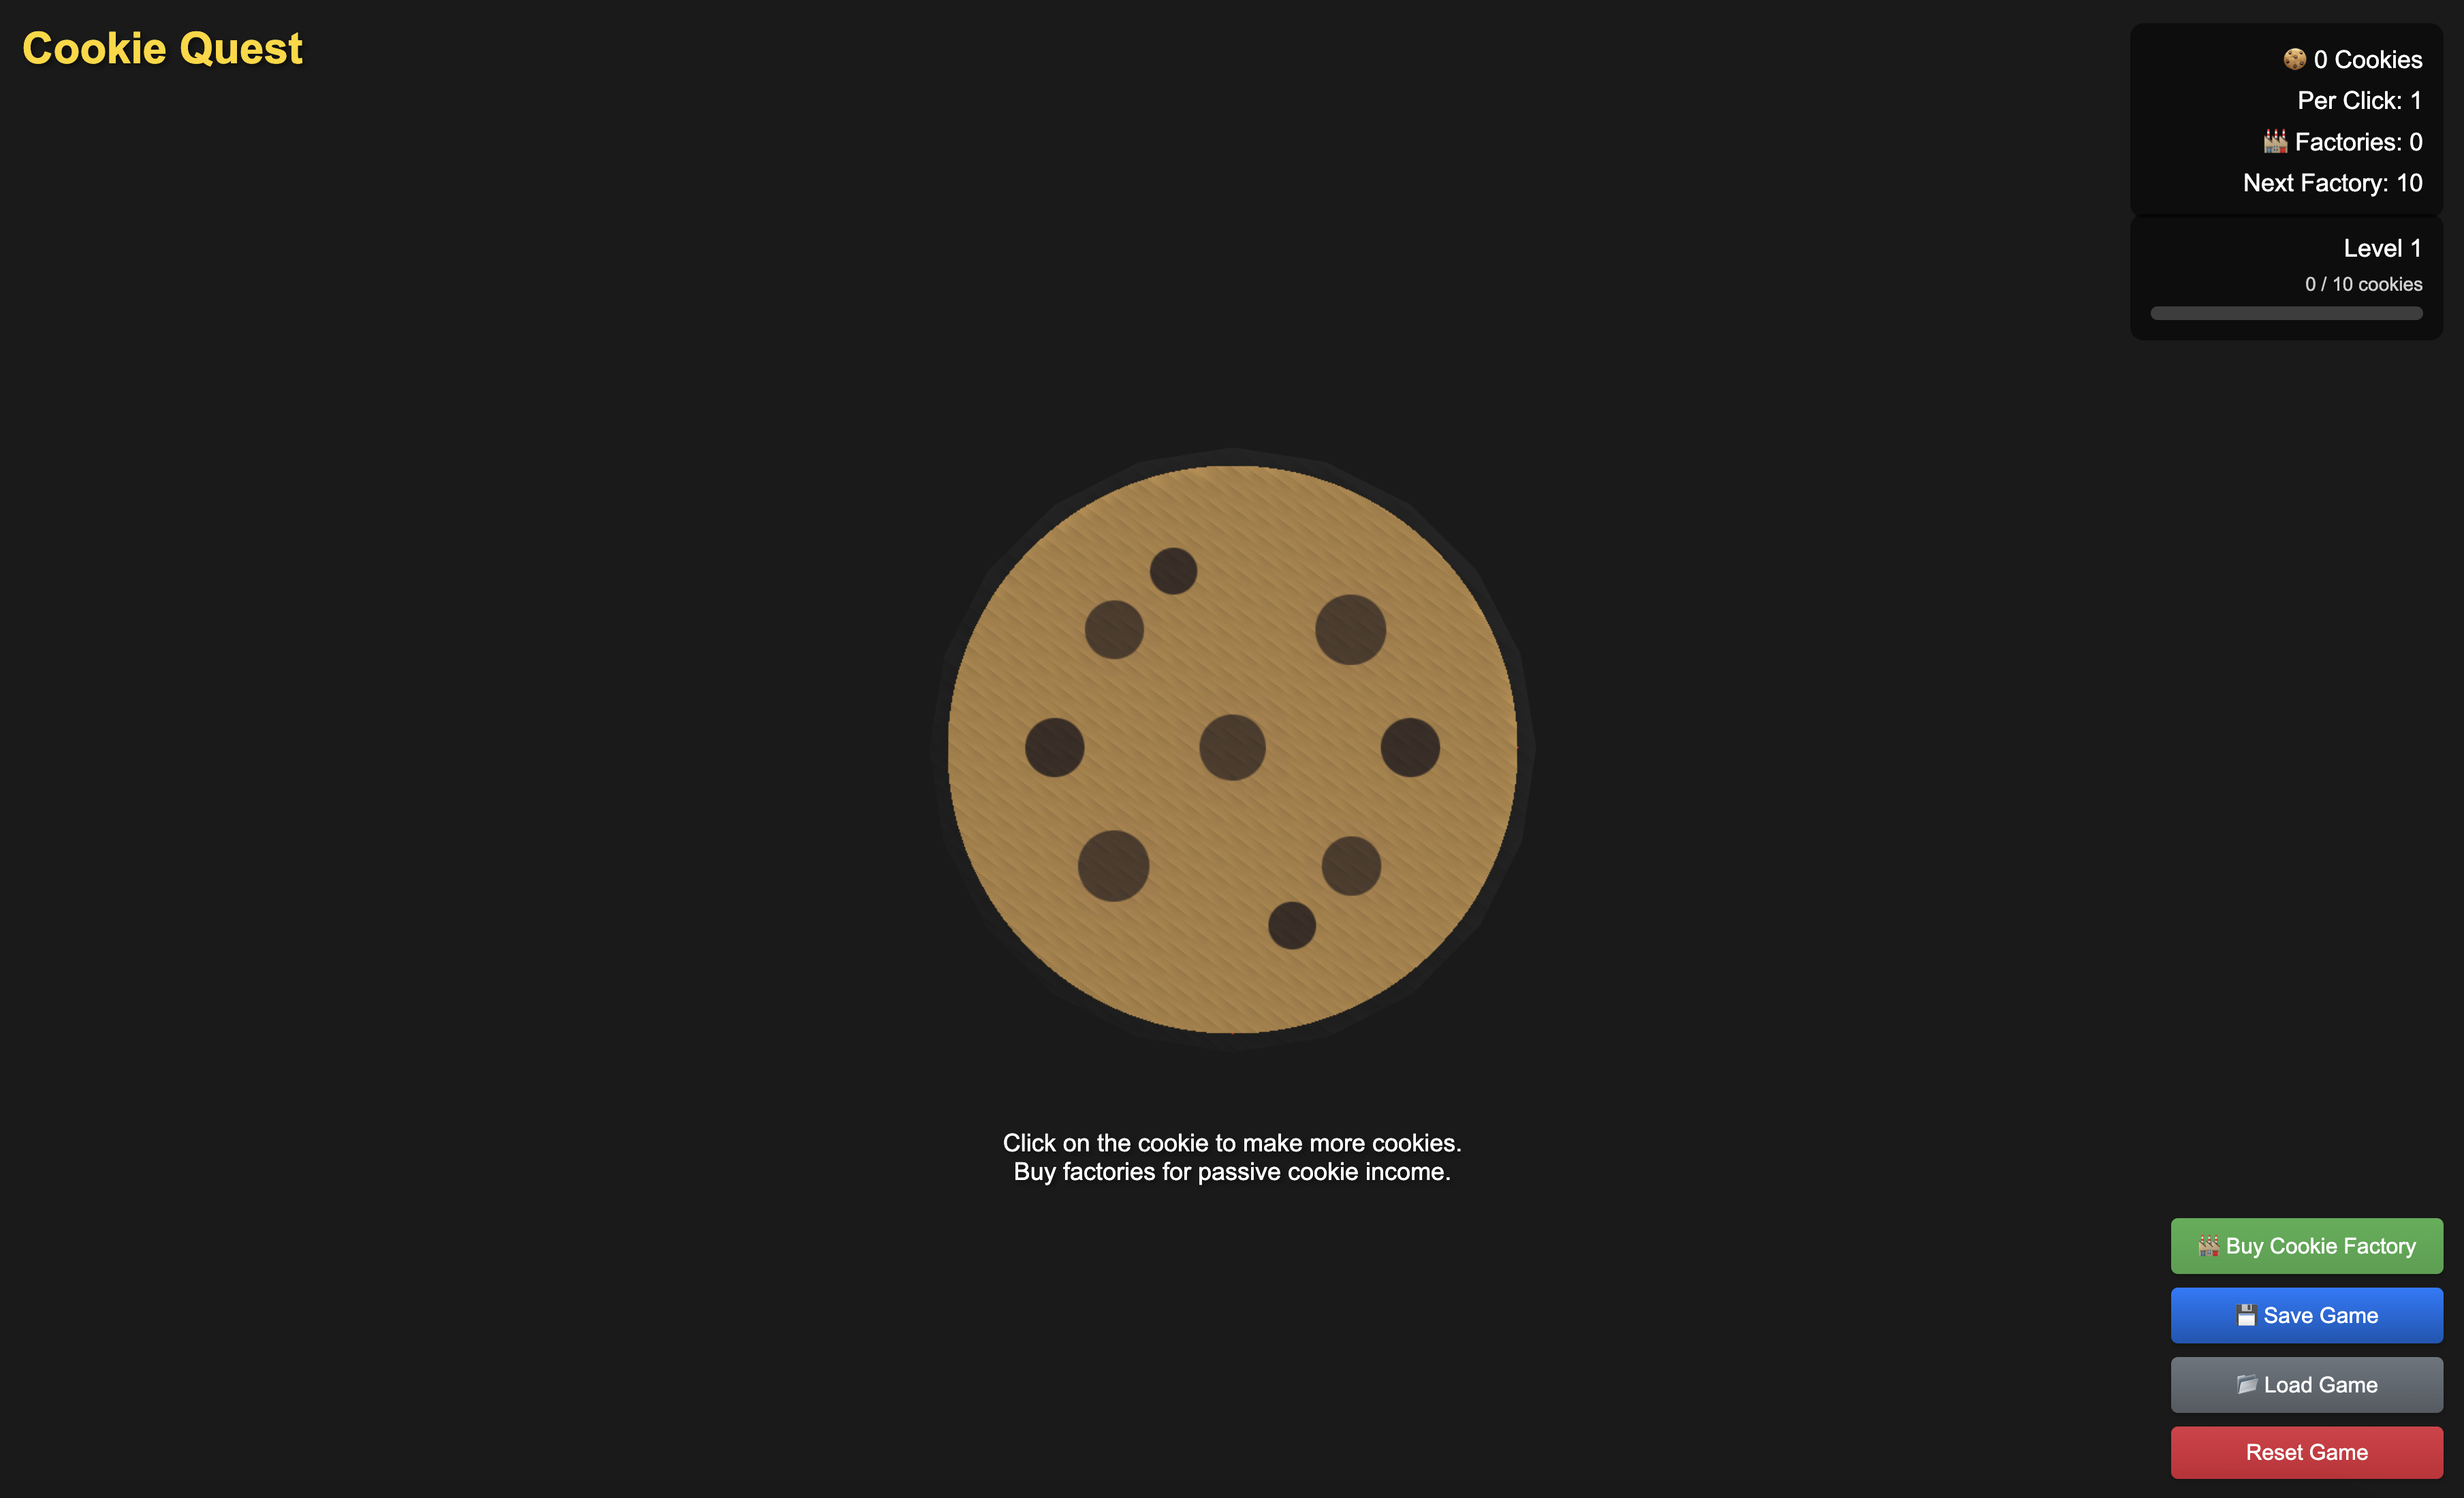 Cookie Quest
🍪 0 Cookies
Per Click: 1
🏭 Factories: 0
Next Factory: 10
Level 1
0 / 10 cookies
Click on the cookie to make more cookies.
Buy factories for passive cookie income.
🏭 Buy Cookie Factory
💾 Save Game
📂 Load Game
Reset Game